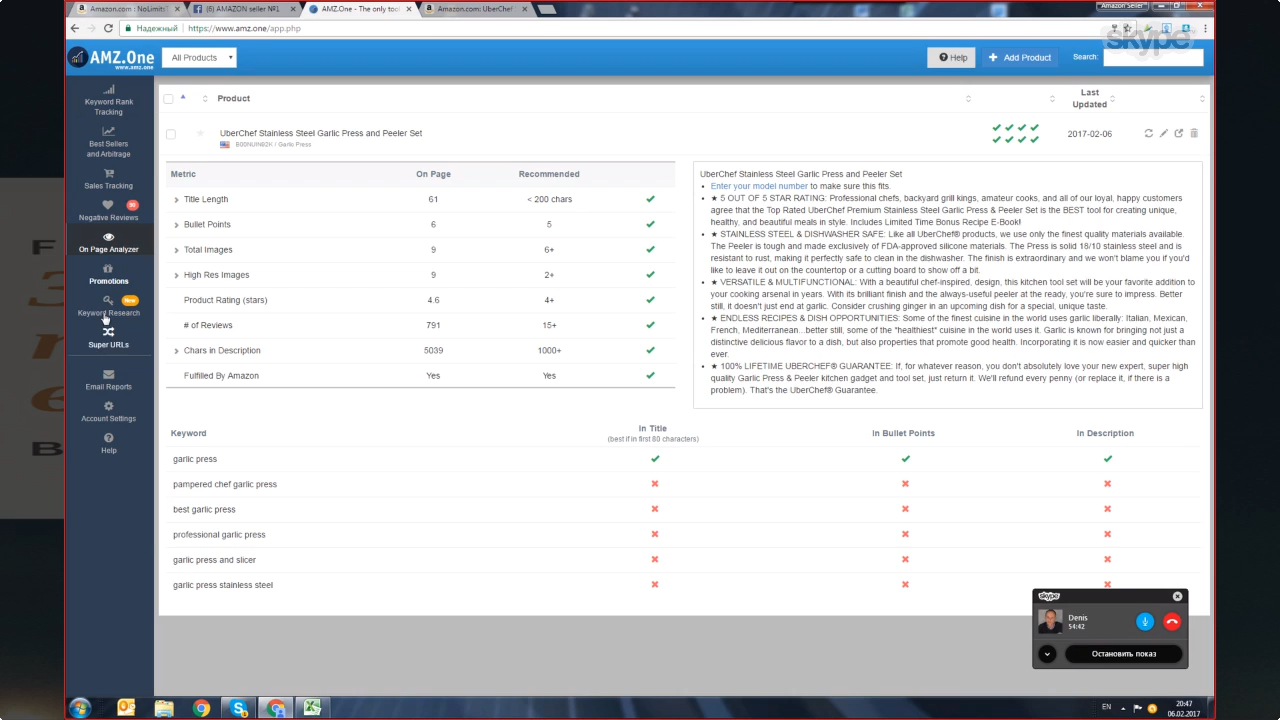 Amazon.com : NoLimitS
(6) AMAZON seller №1
AMZ.One - The only tool
Amazon.com: UberChef
Amazon Seller
Надежный
https://www.amz.one/app.php
skype
AMZ.One
www.amz.one
All Products
Help
Add Product
Search:
Keyword Rank
Tracking
Best Sellers
and Arbitrage
Sales Tracking
90
Negative Reviews
On Page Analyzer
Promotions
New
Keyword Research
Super URLs
Email Reports
Account Settings
Help
Product
Last
Updated
UberChef Stainless Steel Garlic Press and Peeler Set
/ Garlic Press
2017-02-06
Metric On Page Recommended
Title Length 61 < 200 chars
Bullet Points 6 5
Total Images 9 6+
High Res Images 9 2+
Product Rating (stars) 4.6 4+
# of Reviews 791 15+
Chars in Description 5039 1000+
Fulfilled By Amazon Yes Yes
UberChef Stainless Steel Garlic Press and Peeler Set
Enter your model number to make sure this fits.
★ 5 OUT OF 5 STAR RATING: Professional chefs, backyard grill kings, amateur cooks, and all of our loyal, happy customers
agree that the Top Rated UberChef Premium Stainless Steel Garlic Press & Peeler Set is the BEST tool for creating unique,
healthy, and beautiful meals in style. Includes Limited Time Bonus Recipe E-Book!
★ STAINLESS STEEL & DISHWASHER SAFE: Like all UberChef® products, we use only the finest quality materials available.
The Peeler is tough and made exclusively of FDA-approved silicone materials. The Press is solid 18/10 stainless steel and is
resistant to rust, making it perfectly safe to clean in the dishwasher. The finish is extraordinary and we won't blame you if you'd
like to leave it out on the countertop or a cutting board to show off a bit.
★ VERSATILE & MULTIFUNCTIONAL: With a beautiful chef-inspired, design, this kitchen tool set will be your favorite addition to
your cooking arsenal in years. With its brilliant finish and the always-useful peeler at the ready, you're sure to impress. Better
still, it doesn't just end at garlic. Consider crushing ginger in an upcoming dish for a special, unique taste.
★ ENDLESS RECIPES & DISH OPPORTUNITIES: Some of the finest cuisine in the world uses garlic liberally: Italian, Mexican,
French, Mediterranean...better still, some of the "healthiest" cuisine in the world uses it. Garlic is known for bringing not just a
distinctive delicious flavor to a dish, but also properties that promote good health. Incorporating it is now easier and quicker than
ever.
★ 100% LIFETIME UBERCHEF® GUARANTEE: If, for whatever reason, you don't absolutely love your new expert, super high
quality Garlic Press & Peeler kitchen gadget and tool set, just return it. We'll refund every penny (or replace it, if there is a
problem). That's the UberChef® Guarantee.
Keyword In Title In Bullet Points In Description
(best if in first 80 characters)
garlic press
pampered chef garlic press
best garlic press
professional garlic press
garlic press and slicer
garlic press stainless steel
skype
Denis
54:42
Остановить показ
EN
20:47
06.02.2017